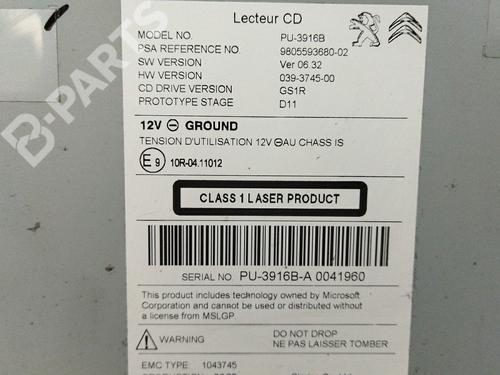 Lecteur CD
MODEL NO. PU-3916B
PSA REFERENCE NO. 9805593680-02
SW VERSION Ver 06.32
HW VERSION 039-3745-00
CD DRIVE VERSION GS1R
PROTOTYPE STAGE D11
12V ⊖ GROUND
TENSION D'UTILISATION 12V ⊖AU CHASS IS
E9 10R-04.11012
CLASS 1 LASER PRODUCT
SERIAL NO. PU-3916B-A 0041960
This product includes technology owned by Microsoft
Corporation and cannot be used or distributed without
a license from MSLGP.
WARNING DO NOT DROP
NE PAS LAISSER TOMBER
EMC TYPE 1043745
B-PARTS